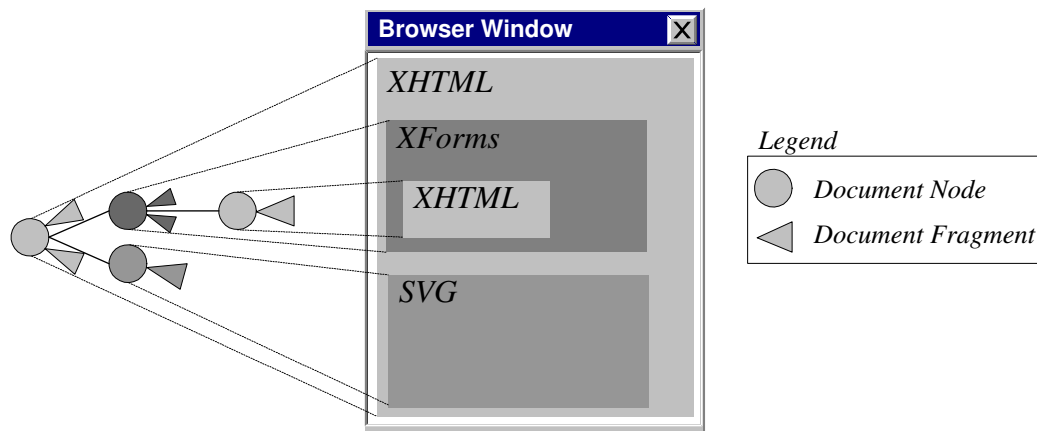 Browser Window X
XHTML
XForms
XHTML
SVG
Legend
Document Node
Document Fragment